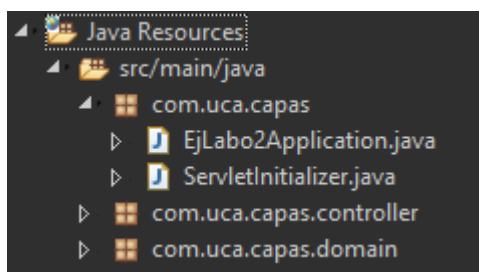 Java Resources
src/main/java
com.uca.capas
EjLabo2Application.java
ServletInitializer.java
com.uca.capas.controller
com.uca.capas.domain